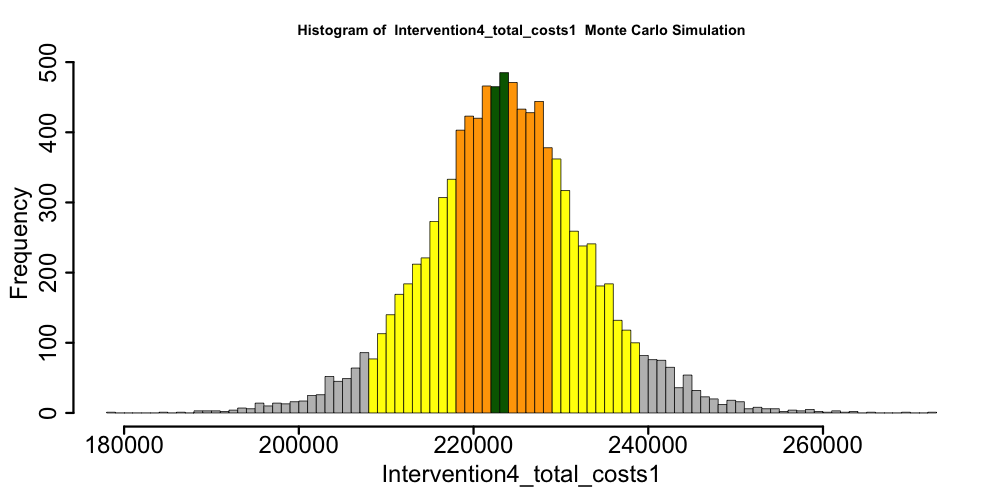 Histogram of  Intervention4_total_costs1  Monte Carlo Simulation
500
400
300
200
100
0
Frequency
180000 200000 220000 240000 260000
Intervention4_total_costs1